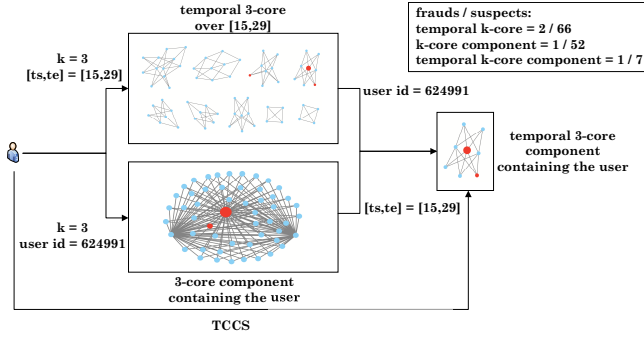 temporal 3-core
over [15,29]
frauds / suspects:
temporal k-core = 2 / 66
k-core component = 1 / 52
temporal k-core component = 1 / 7
k = 3
[ts,te] = [15,29]
user id = 624991
temporal 3-core
component
containing the user
[ts,te] = [15,29]
k = 3
user id = 624991
3-core component
containing the user
TCCS